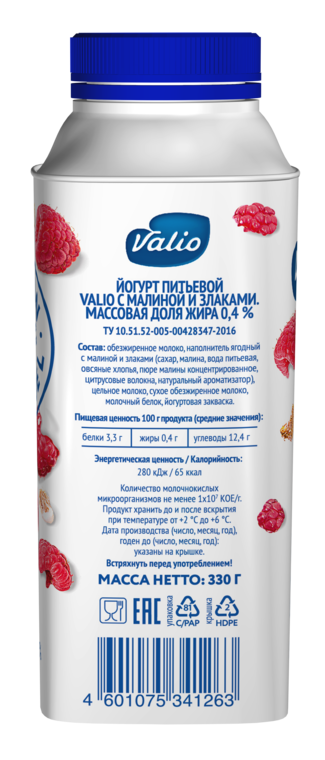 Valio
ЙОГУРТ ПИТЬЕВОЙ
VALIO С МАЛИНОЙ И ЗЛАКАМИ.
МАССОВАЯ ДОЛЯ ЖИРА 0,4 %
ТУ 10.51.52-005-00428347-2016
Состав: обезжиренное молоко, наполнитель ягодный
с малиной и злаками (сахар, малина, вода питьевая,
овсяные хлопья, пюре малины концентрированное,
цитрусовые волокна, натуральный ароматизатор),
цельное молоко, сухое обезжиренное молоко,
молочный белок, йогуртовая закваска.
Пищевая ценность 100 г продукта (средние значения):
белки 3,3 г жиры 0,4 г углеводы 12,4 г
Энергетическая ценность / Калорийность:
280 кДж / 65 ккал
Количество молочнокислых
микроорганизмов не менее 1х10⁷ КОЕ/г.
Продукт хранить до и после вскрытия
при температуре от +2 °С до +6 °С.
Дата производства (число, месяц, год),
годен до (число, месяц, год):
указаны на крышке.
Встряхнуть перед употреблением!
МАССА НЕТТО: 330 Г
EAC
упаковка
81
C/PAP
крышка
2
HDPE
4 601075 341263